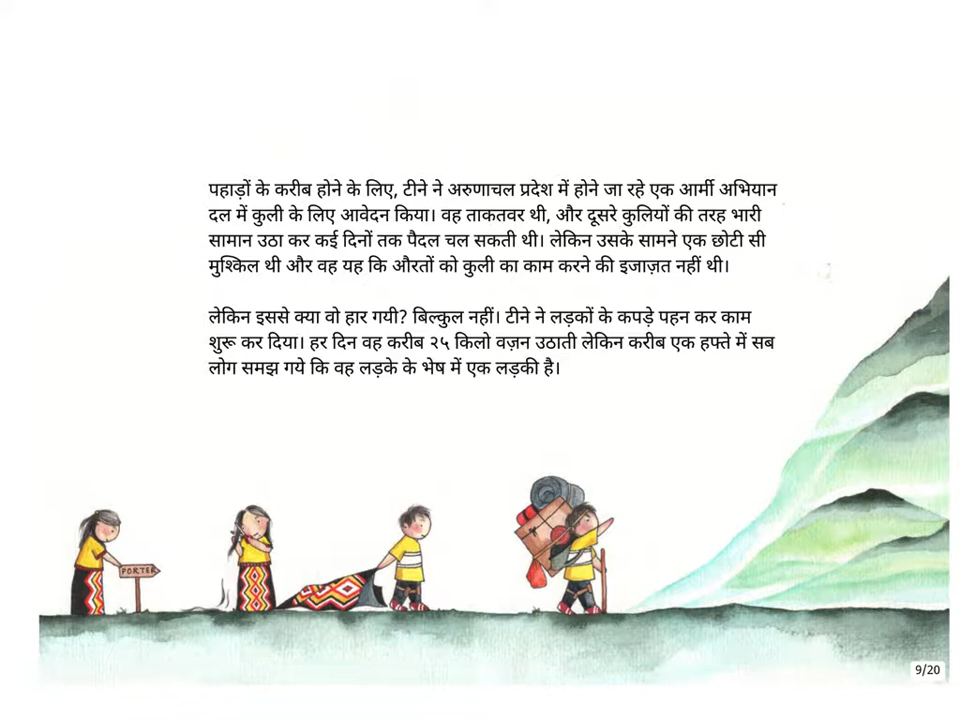 पहाड़ों के करीब होने के लिए, टीने ने अरुणाचल प्रदेश में होने जा रहे एक आर्मी अभियान
दल में कुली के लिए आवेदन किया। वह ताकतवर थी, और दूसरे कुलियों की तरह भारी
सामान उठा कर कई दिनों तक पैदल चल सकती थी। लेकिन उसके सामने एक छोटी सी
मुश्किल थी और वह यह कि औरतों को कुली का काम करने की इजाज़त नहीं थी।
लेकिन इससे क्या वो हार गयी? बिल्कुल नहीं। टीने ने लड़कों के कपड़े पहन कर काम
शुरू कर दिया। हर दिन वह करीब २५ किलो वज़न उठाती लेकिन करीब एक हफ्ते में सब
लोग समझ गये कि वह लड़के के भेष में एक लड़की है।
PORTER
9/20